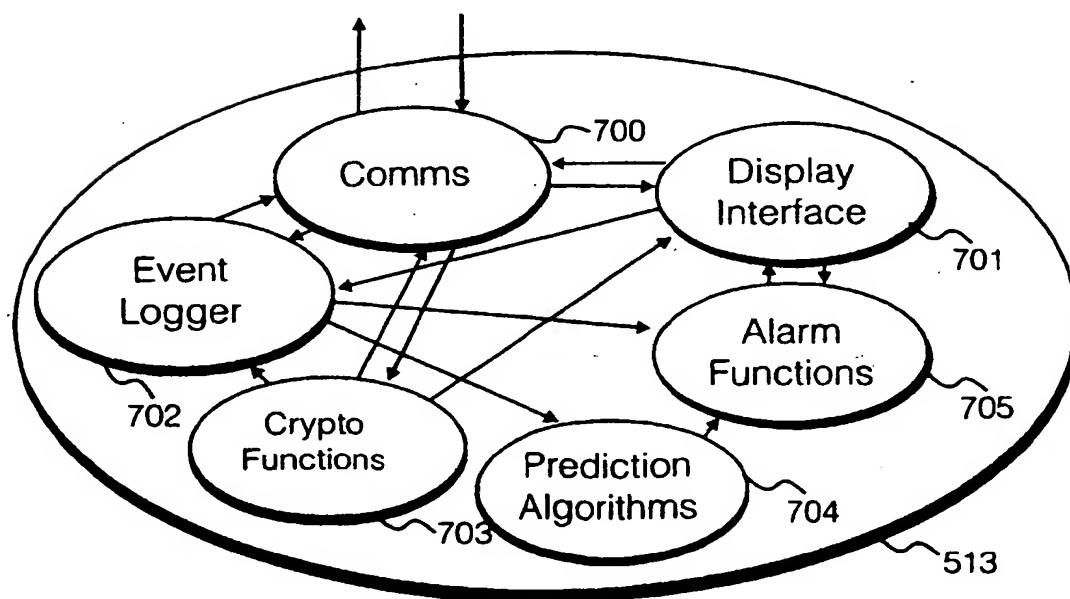 Comms
700
Display
Interface
701
Event
Logger
702
Alarm
Functions
705
Crypto
Functions
703
Prediction
Algorithms
704
513